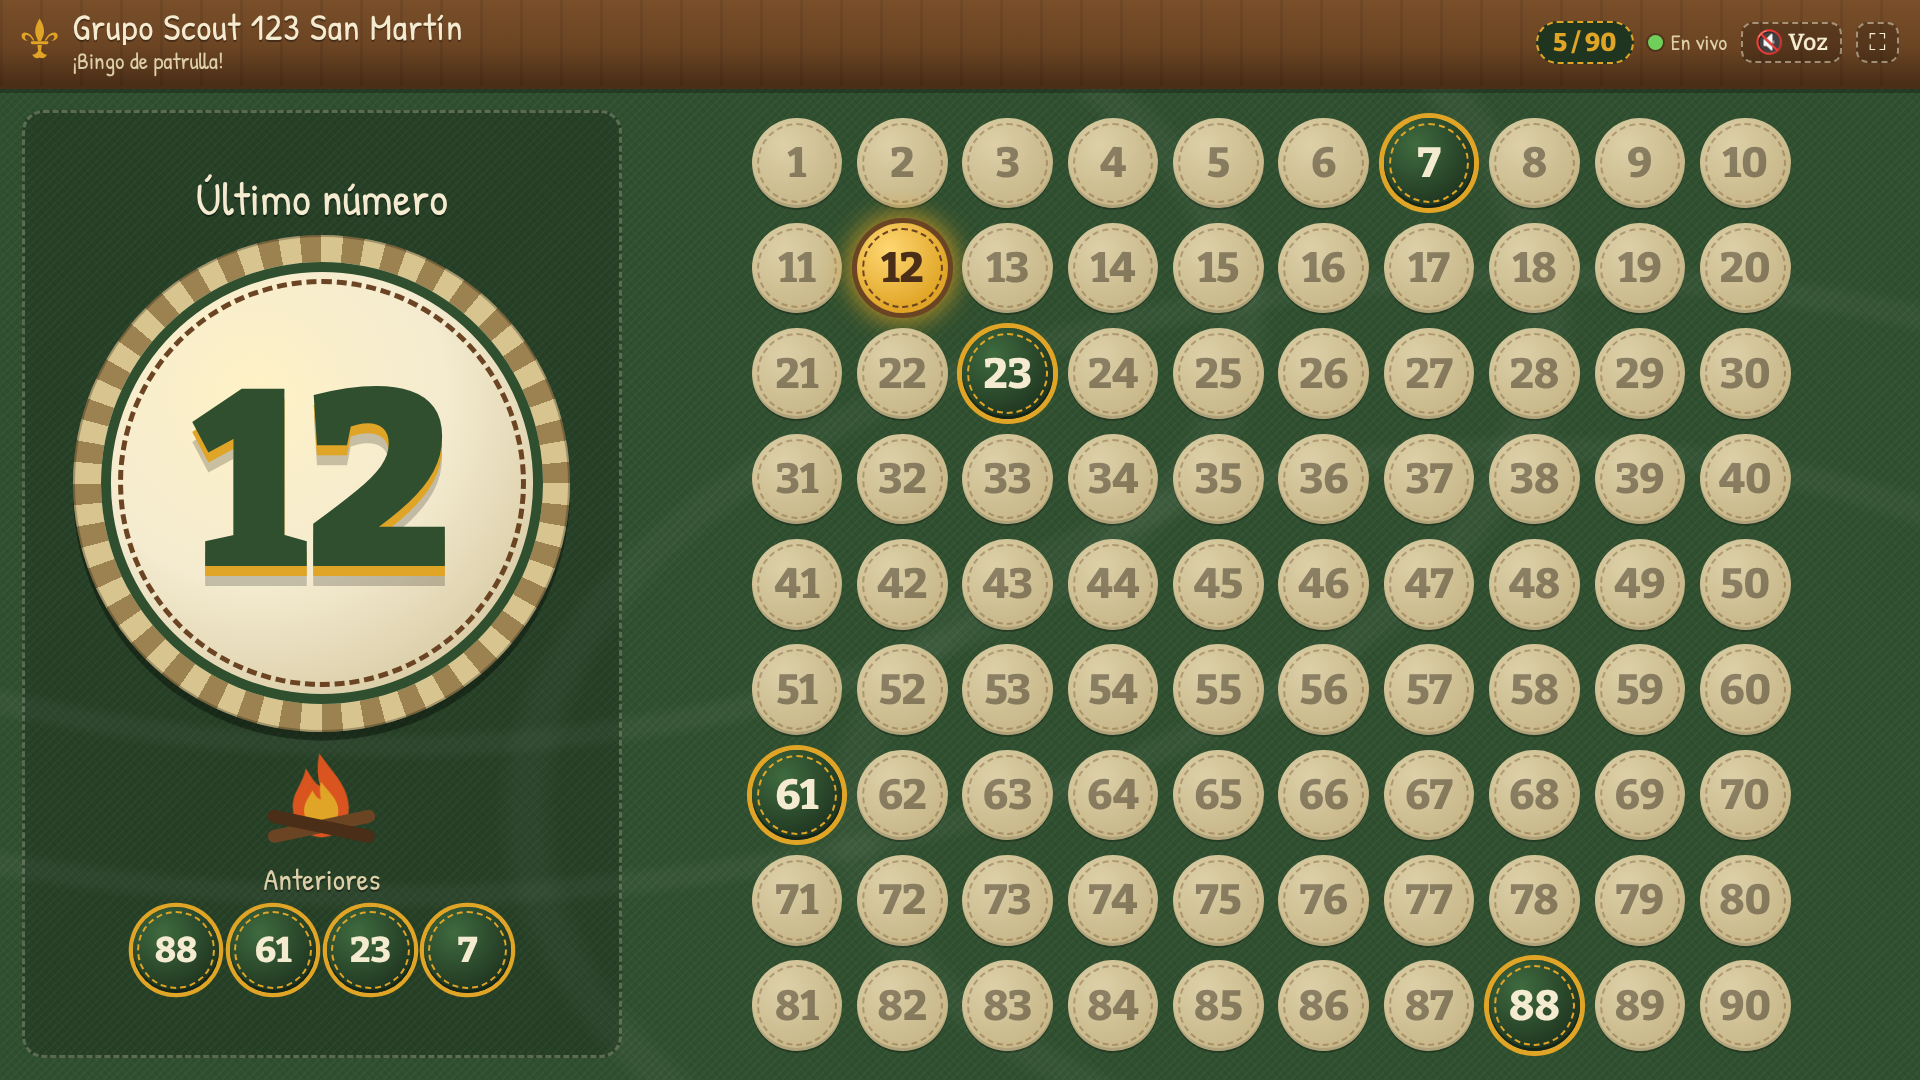 Grupo Scout 123 San Martín
¡Bingo de patrulla!
5/90
En vivo
Voz
Último número
12
Anteriores
88 61 23 7
1 2 3 4 5 6 7 8 9 10
11 12 13 14 15 16 17 18 19 20
21 22 23 24 25 26 27 28 29 30
31 32 33 34 35 36 37 38 39 40
41 42 43 44 45 46 47 48 49 50
51 52 53 54 55 56 57 58 59 60
61 62 63 64 65 66 67 68 69 70
71 72 73 74 75 76 77 78 79 80
81 82 83 84 85 86 87 88 89 90